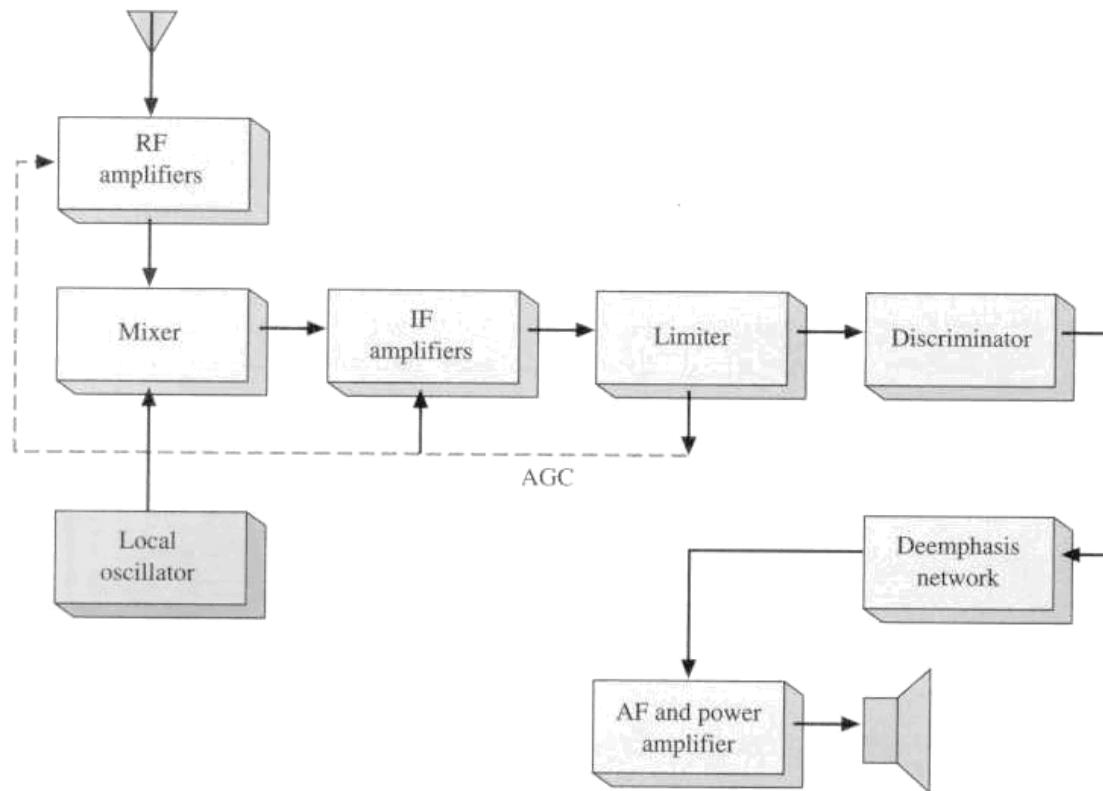 RF
amplifiers
Mixer
IF
amplifiers
Limiter
Discriminator
AGC
Local
oscillator
Deemphasis
network
AF and power
amplifier